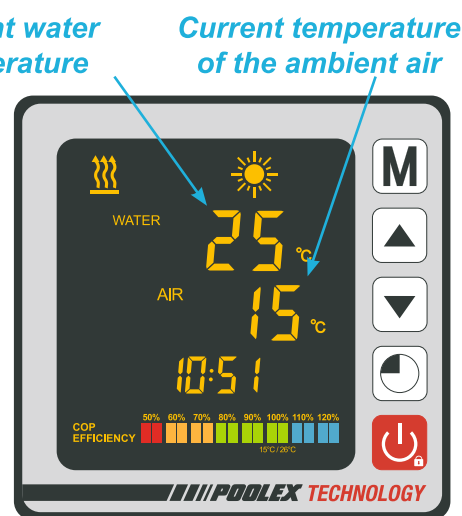 nt water
erature
Current temperature
of the ambient air
M
WATER 25 °C
AIR 15 °C
10:51
50% 60% 70% 80% 90% 100% 110% 120%
COP
EFFICIENCY
15°C / 26°C
POOLEX TECHNOLOGY